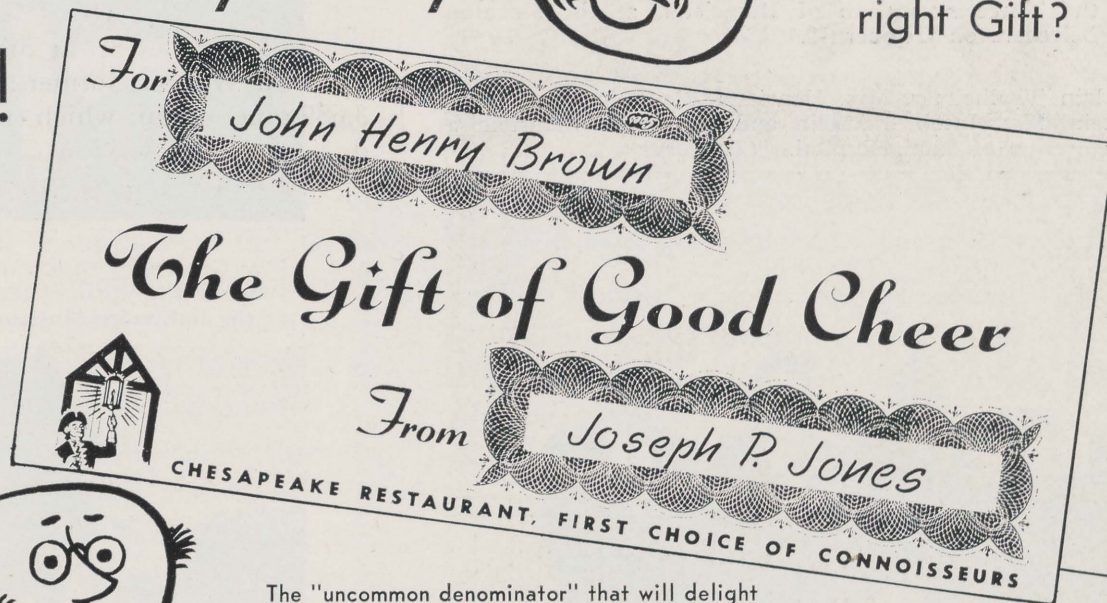 right Gift?
!
For
John Henry Brown
The Gift of Good Cheer
From
Joseph P. Jones
CHESAPEAKE RESTAURANT, FIRST CHOICE OF CONNOISSEURS
The "uncommon denominator" that will delight